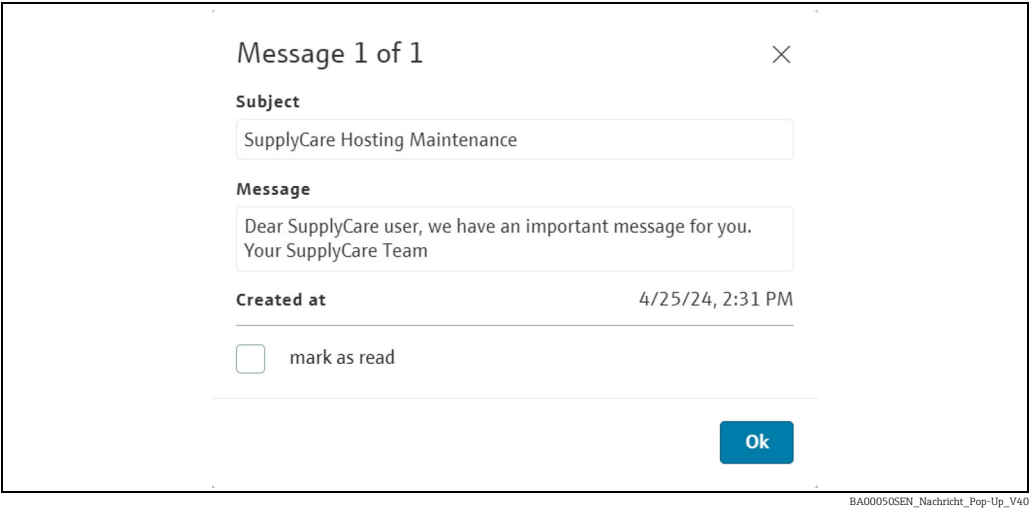 Message 1 of 1
Subject
SupplyCare Hosting Maintenance
Message
Dear SupplyCare user, we have an important message for you.
Your SupplyCare Team
Created at 4/25/24, 2:31 PM
mark as read
Ok
BA00050SEN_Nachricht_Pop-Up_V40